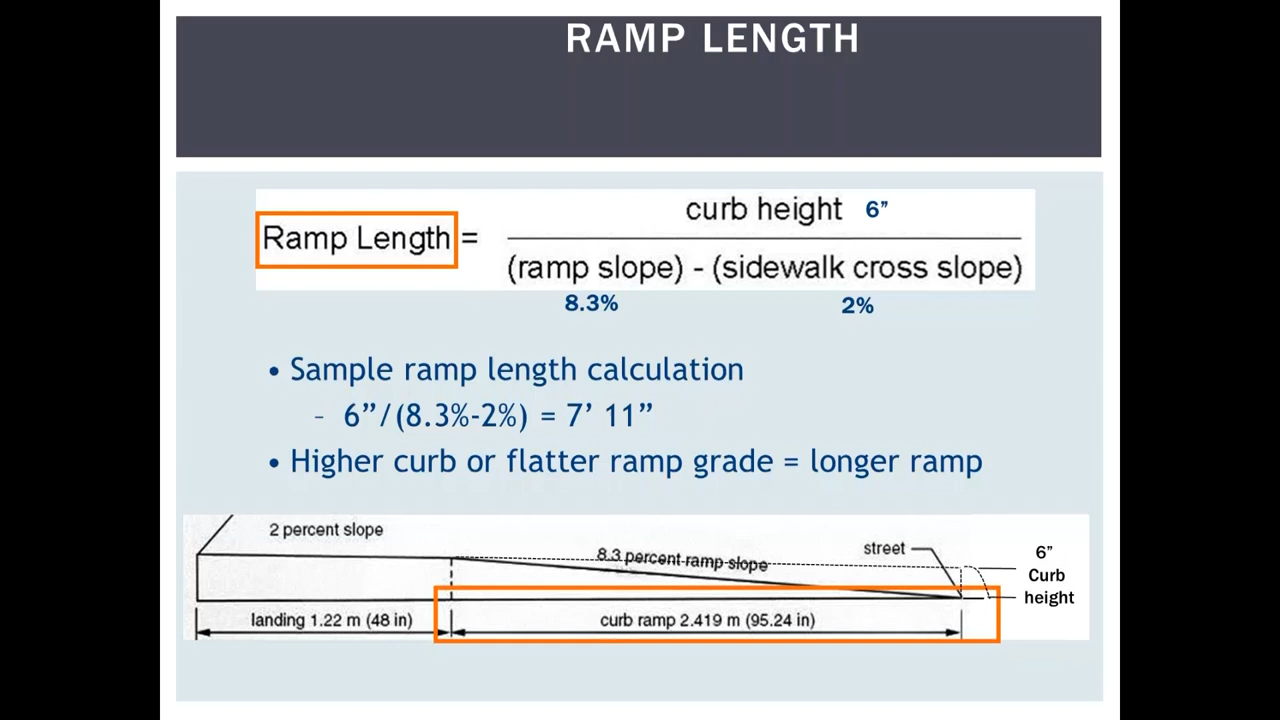 RAMP LENGTH
curb height 6”
Ramp Length =
(ramp slope) - (sidewalk cross slope)
8.3% 2%
• Sample ramp length calculation
– 6”/(8.3%-2%) = 7’ 11”
• Higher curb or flatter ramp grade = longer ramp
2 percent slope
8.3 percent ramp slope
street
6”
Curb
height
landing 1.22 m (48 in)
curb ramp 2.419 m (95.24 in)